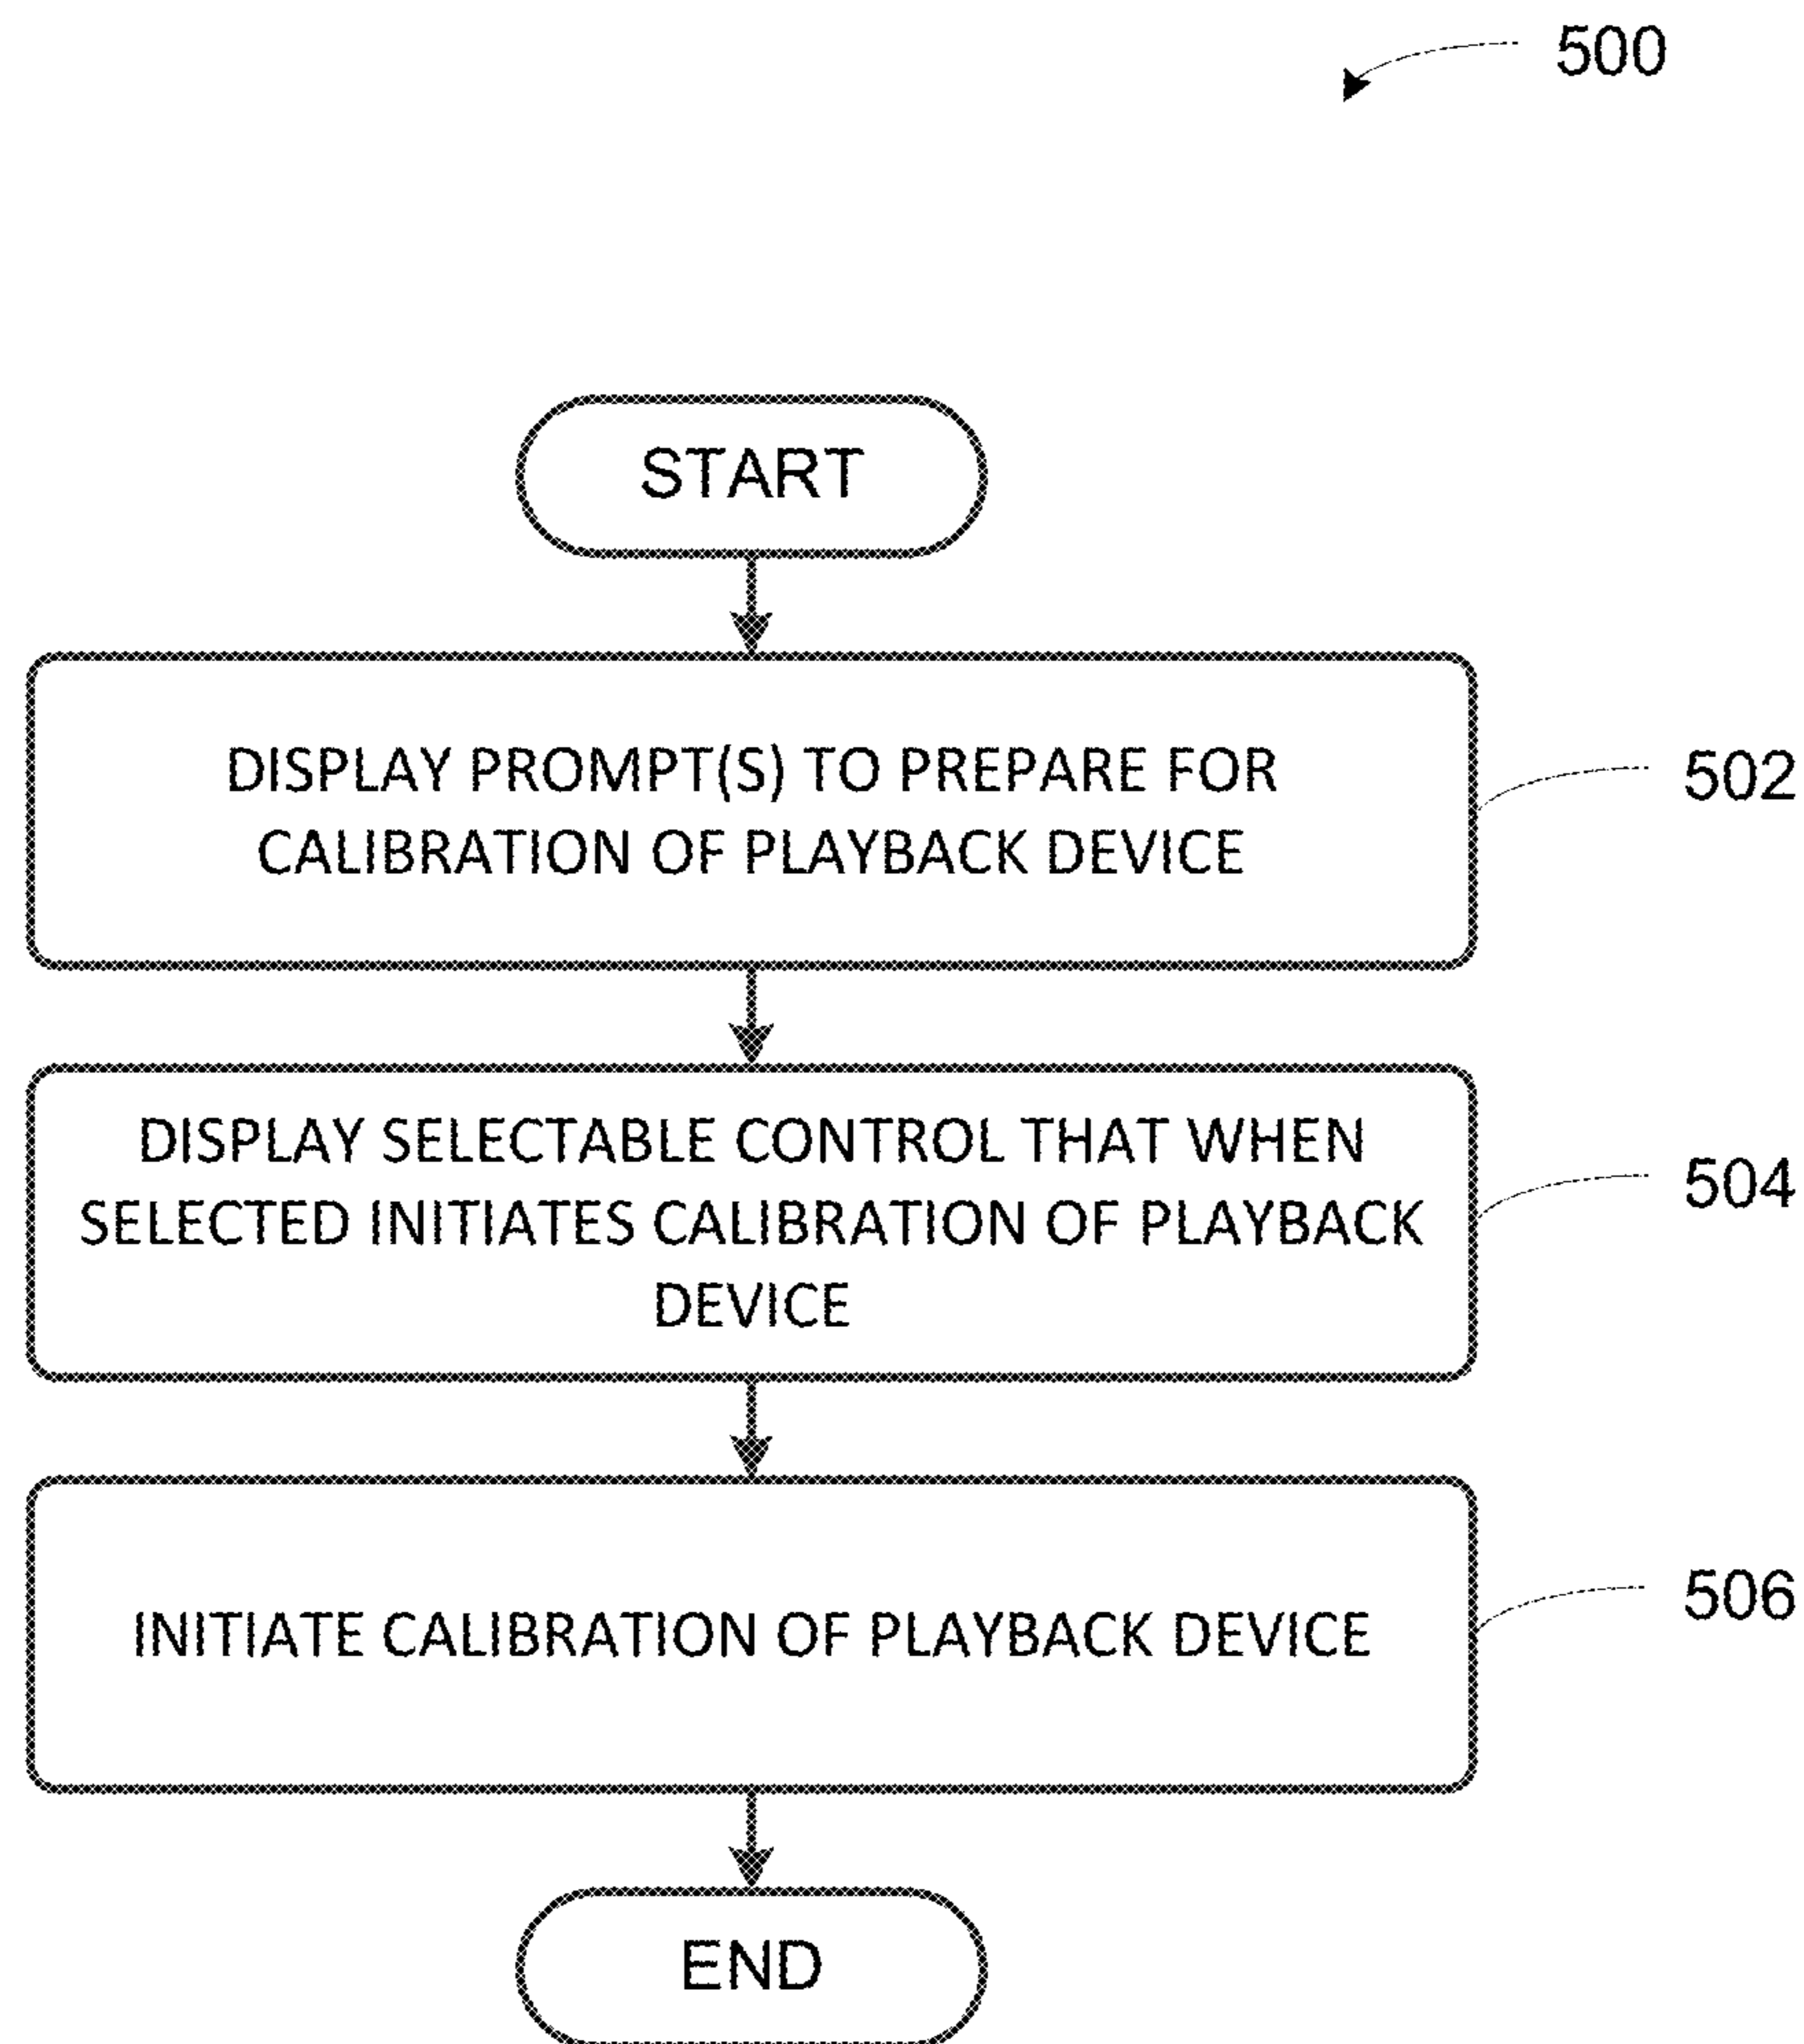 500
START
DISPLAY PROMPT(S) TO PREPARE FOR
CALIBRATION OF PLAYBACK DEVICE
502
DISPLAY SELECTABLE CONTROL THAT WHEN
SELECTED INITIATES CALIBRATION OF PLAYBACK
DEVICE
504
INITIATE CALIBRATION OF PLAYBACK DEVICE
506
END